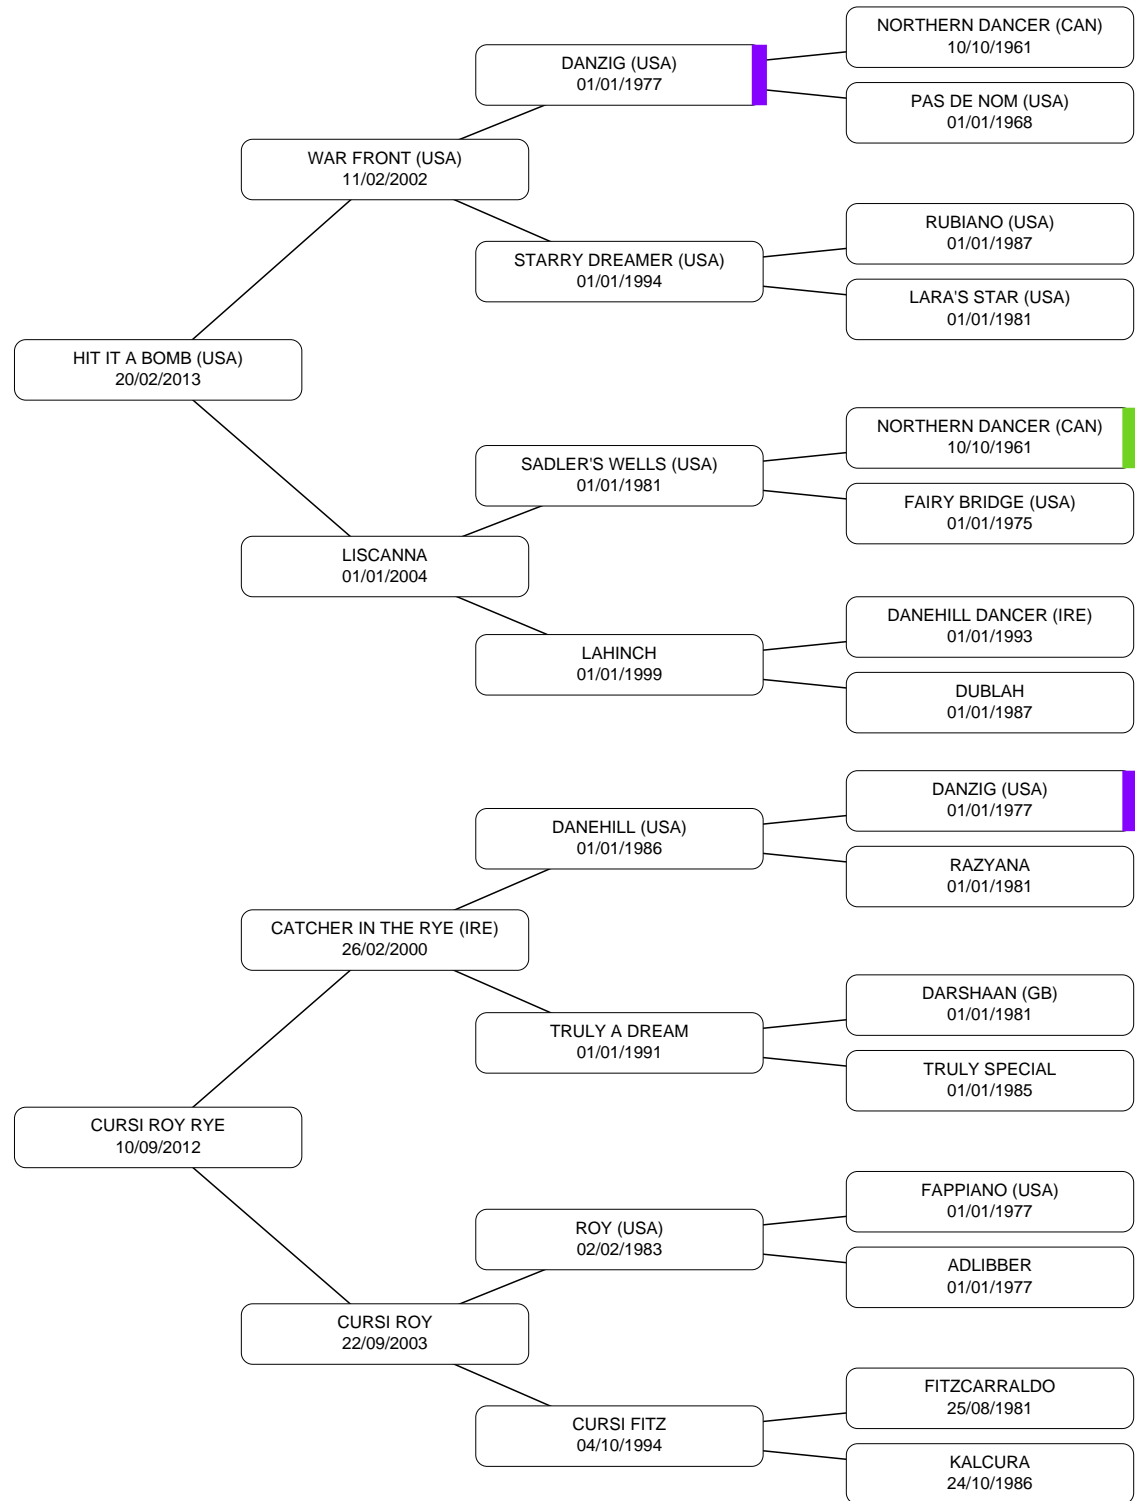 NORTHERN DANCER (CAN)
10/10/1961
DANZIG (USA)
01/01/1977
PAS DE NOM (USA)
01/01/1968
WAR FRONT (USA)
11/02/2002
RUBIANO (USA)
01/01/1987
STARRY DREAMER (USA)
01/01/1994
LARA'S STAR (USA)
01/01/1981
HIT IT A BOMB (USA)
20/02/2013
NORTHERN DANCER (CAN)
10/10/1961
SADLER'S WELLS (USA)
01/01/1981
FAIRY BRIDGE (USA)
01/01/1975
LISCANNA
01/01/2004
DANEHILL DANCER (IRE)
01/01/1993
LAHINCH
01/01/1999
DUBLAH
01/01/1987
DANZIG (USA)
01/01/1977
DANEHILL (USA)
01/01/1986
RAZYANA
01/01/1981
CATCHER IN THE RYE (IRE)
26/02/2000
DARSHAAN (GB)
01/01/1981
TRULY A DREAM
01/01/1991
TRULY SPECIAL
01/01/1985
CURSI ROY RYE
10/09/2012
FAPPIANO (USA)
01/01/1977
ROY (USA)
02/02/1983
ADLIBBER
01/01/1977
CURSI ROY
22/09/2003
FITZCARRALDO
25/08/1981
CURSI FITZ
04/10/1994
KALCURA
24/10/1986